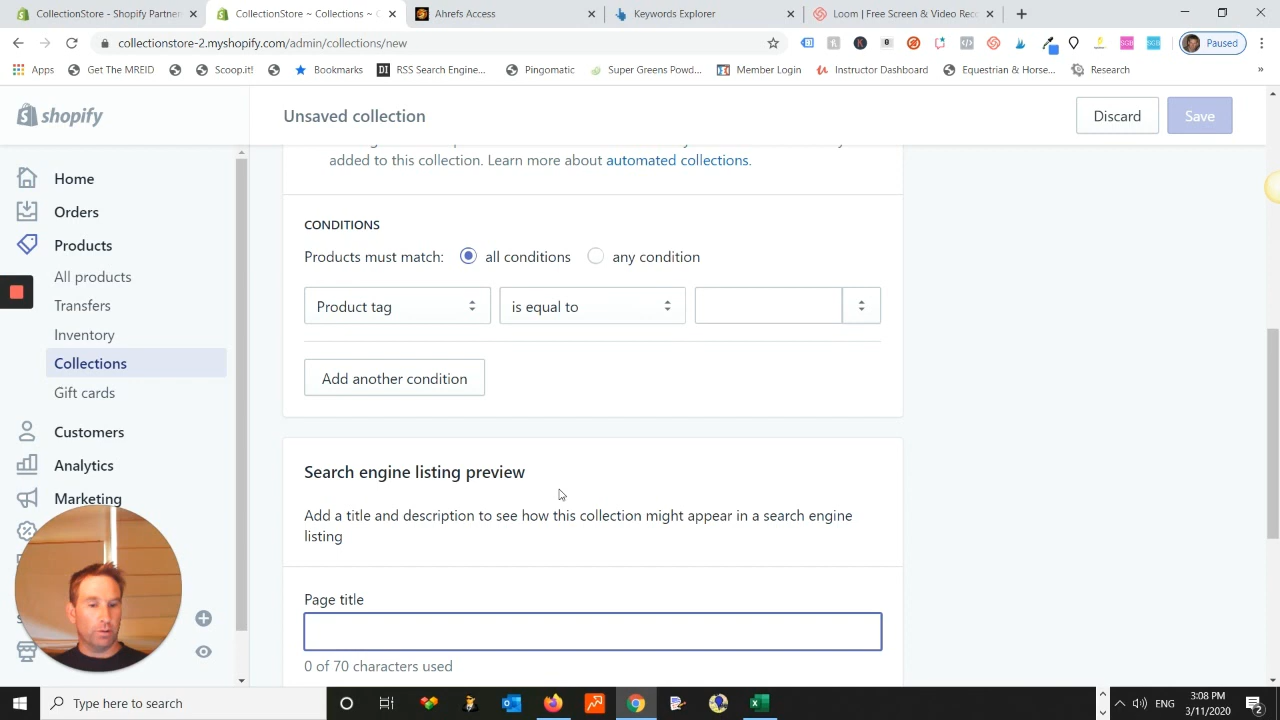 CollectionStore - Shopify Partner
CollectionStore ~ Collections ~ C
Ahrefs Access
Keywords Explorer
Loom | Free Screen & Video Reco
collectionstore-2.myshopify.com/admin/collections/new
Paused
Apps
Get The MREID
Scoop.it!
Bookmarks
RSS Search Engine...
Pingomatic
Super Greens Powd...
Member Login
Instructor Dashboard
Equestrian & Horse...
Research
»
shopify
Unsaved collection
Discard
Save
added to this collection. Learn more about automated collections.
Home
Orders
Products
All products
Transfers
Inventory
Collections
Gift cards
Customers
Analytics
Marketing
CONDITIONS
Products must match:
all conditions
any condition
Product tag
is equal to
Add another condition
Search engine listing preview
Add a title and description to see how this collection might appear in a search engine
listing
Page title
0 of 70 characters used
Type here to search
ENG
3:08 PM
3/11/2020
2